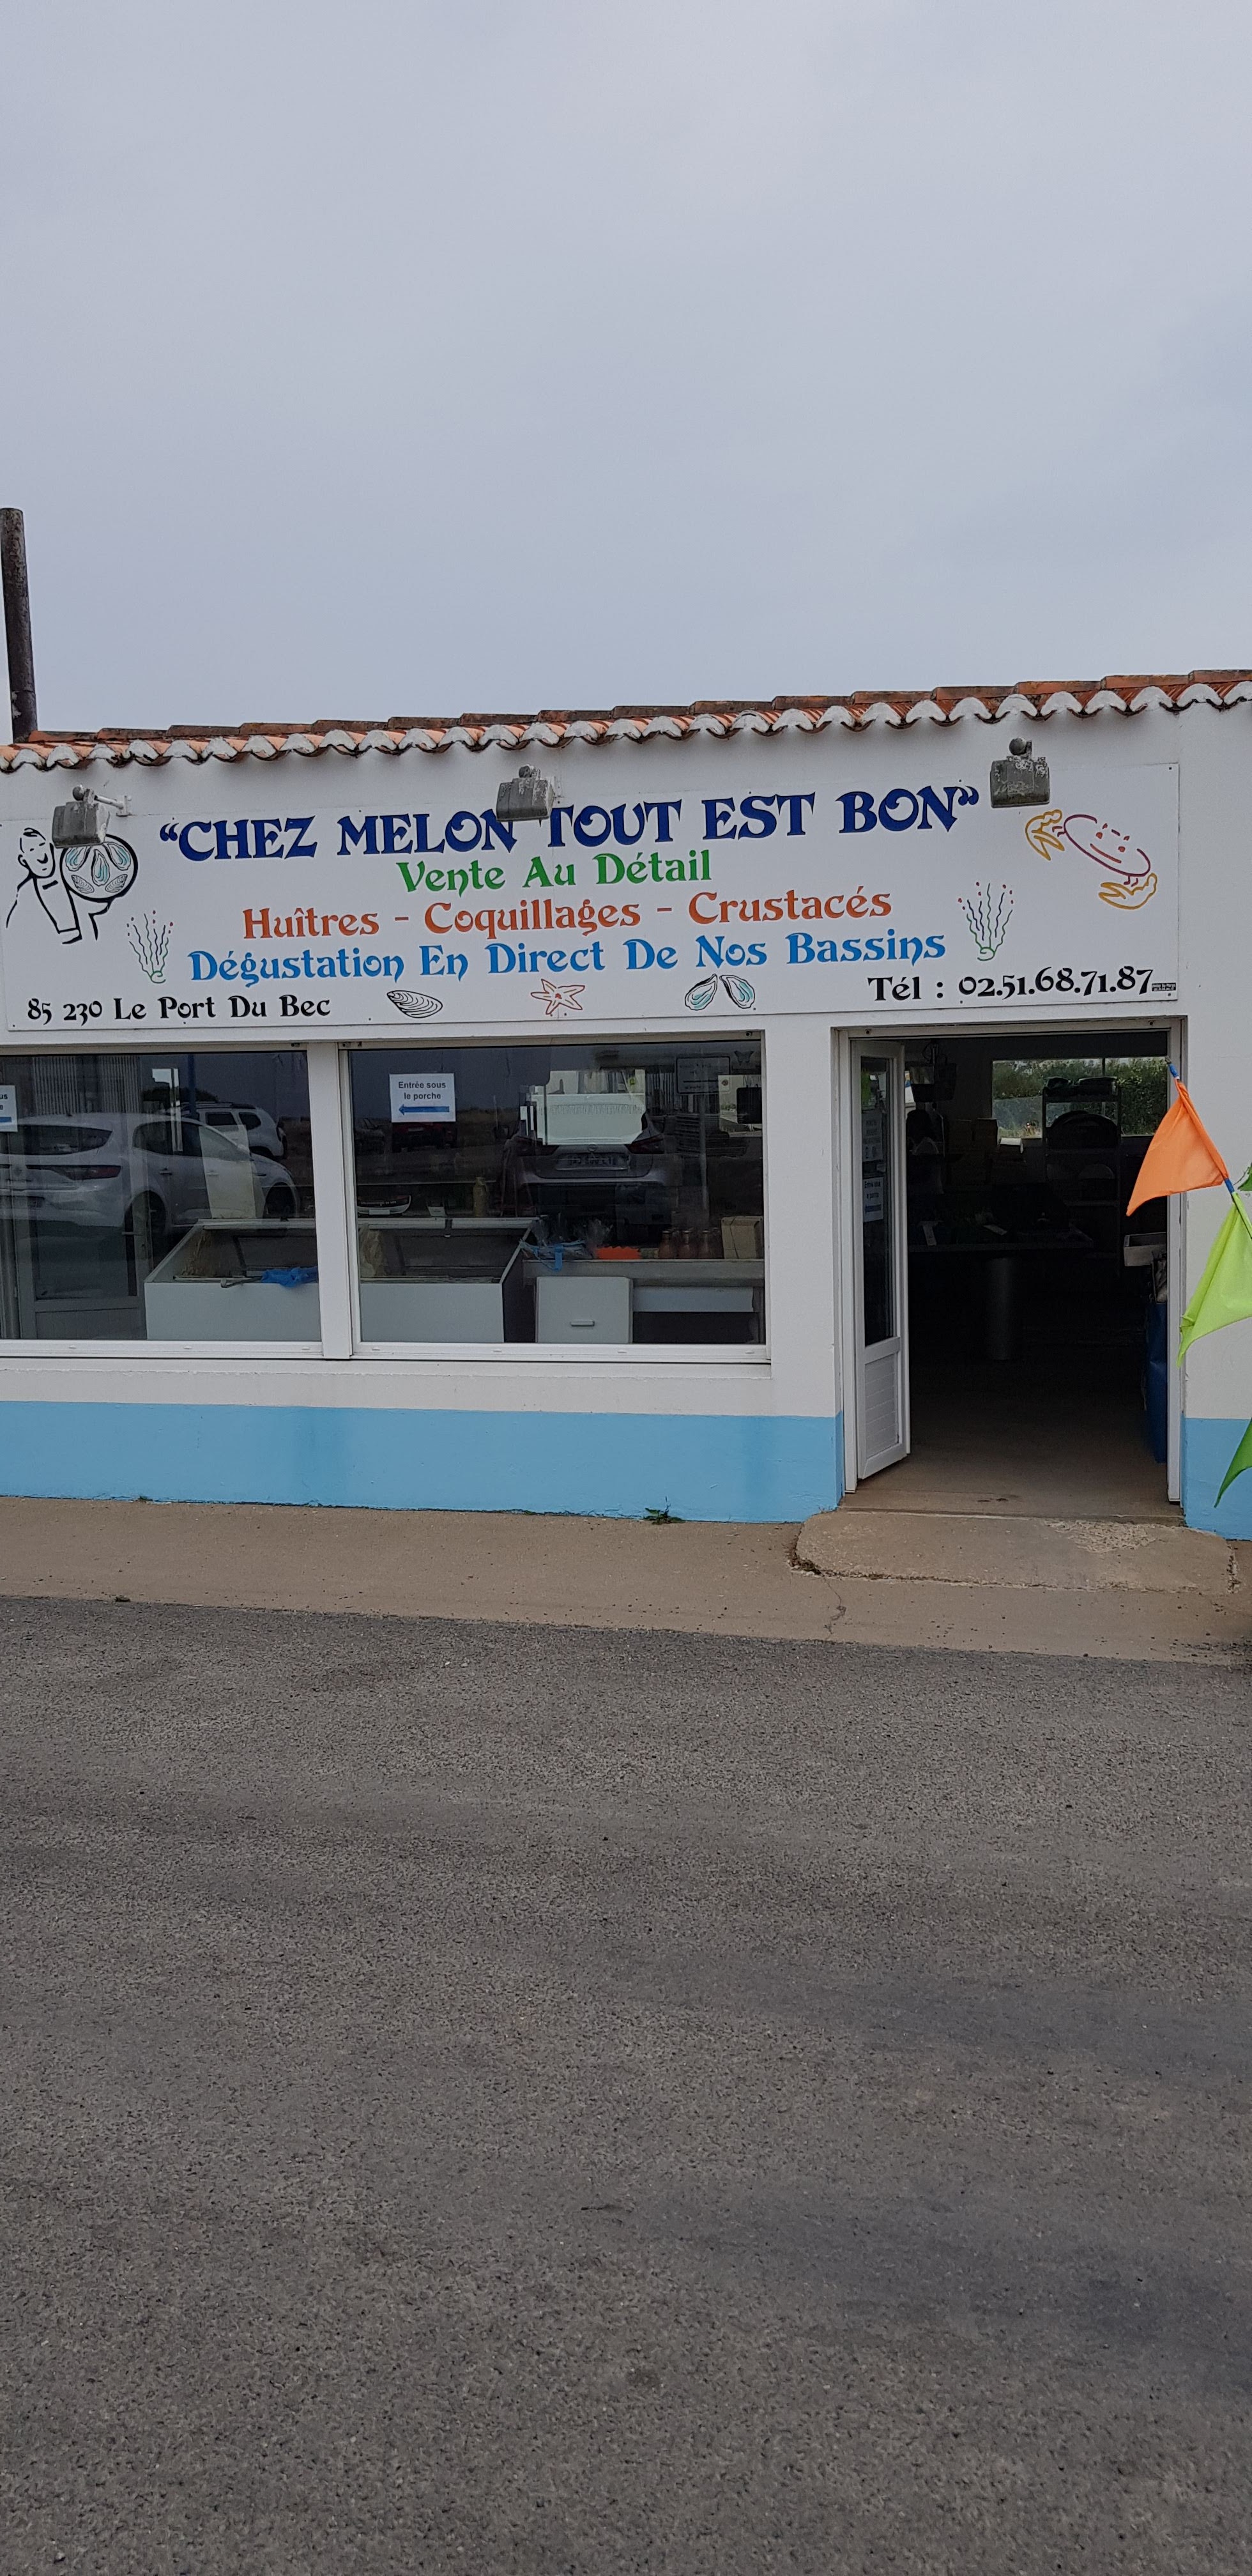 “CHEZ MELON TOUT EST BON”
Vente Au Détail
Huîtres - Coquillages - Crustacés
Dégustation En Direct De Nos Bassins
85 230 Le Port Du Bec
Tél : 02.51.68.71.87
Entrée sous
le porche